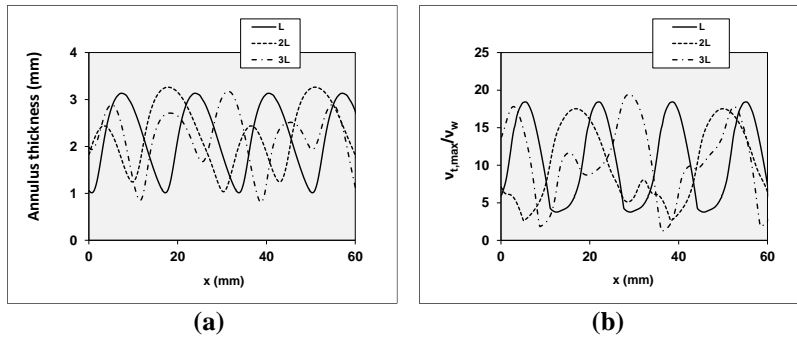 L
2L
3L
Annulus thickness (mm)
4
3
2
1
0
0 20 40 60
x (mm)
(a)
L
2L
3L
v_t,max/v_w
25
20
15
10
5
0
0 20 40 60
x (mm)
(b)